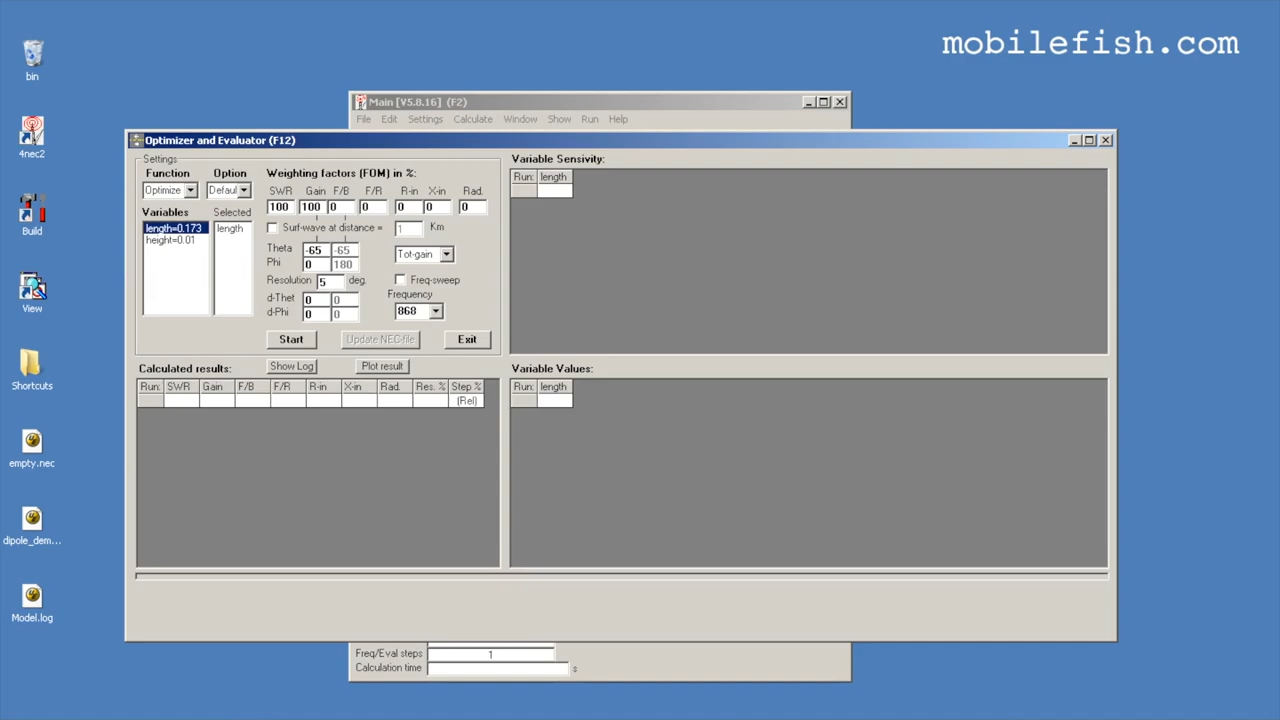 mobilefish.com
bin
4nec2
Build
View
Shortcuts
empty.nec
dipole_dem...
Model.log
Main [V5.8.16] (F2)
File Edit Settings Calculate Window Show Run Help
Optimizer and Evaluator (F12)
Settings
Function Option Weighting factors (FOM) in %:
Optimize Defaul SWR Gain F/B F/R R-in X-in Rad.
100 100 0 0 0 0 0
Variables Selected
length=0.173 length
height=0.01
Surf-wave at distance = 1 Km
Theta -65 -65 Tot-gain
Phi 0 180
Resolution 5 deg. Freq-sweep
d-Thet 0 0 Frequency
d-Phi 0 0 868
Start Update NEC-file Exit
Variable Sensivity:
Run: length
Calculated results: Show Log Plot result
Run: SWR Gain F/B F/R R-in X-in Rad. Res. % Step %
(Rel)
Variable Values:
Run: length
Freq/Eval steps 1
Calculation time s